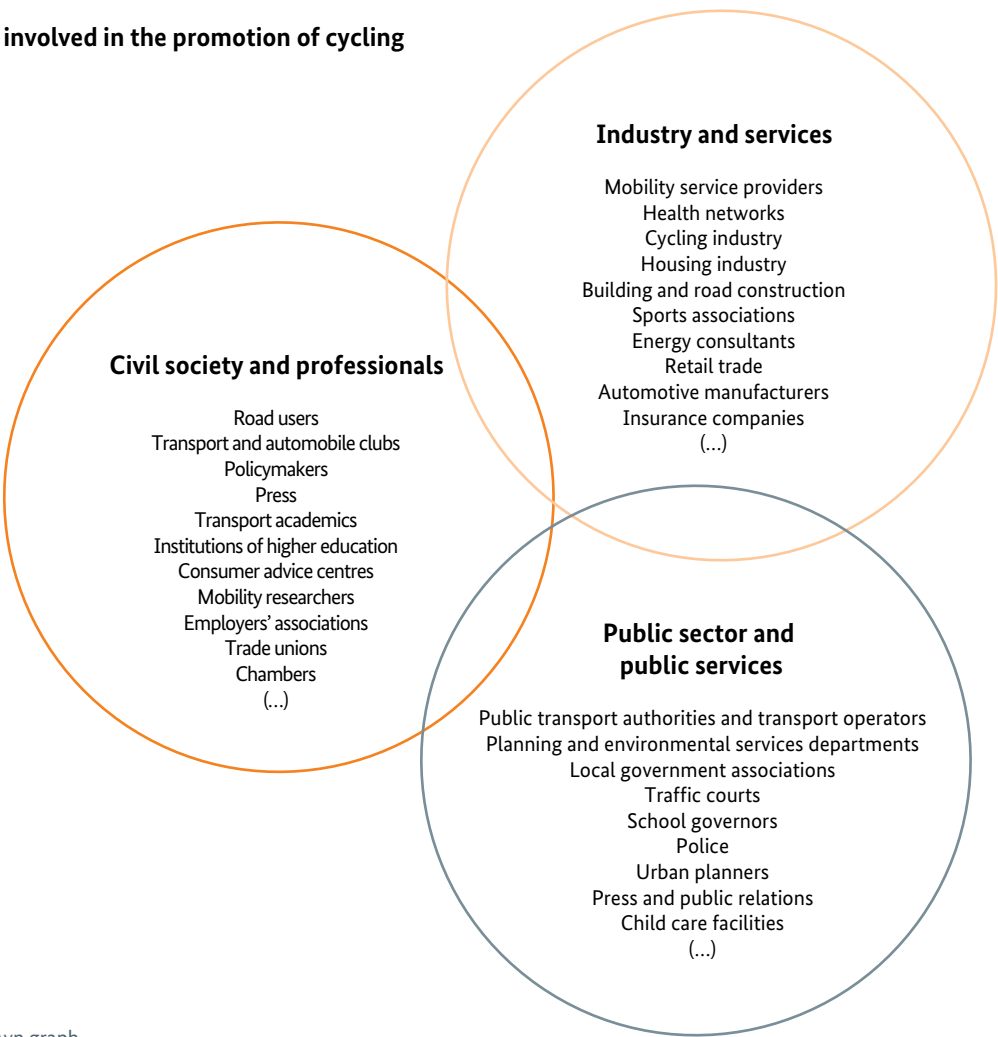 involved in the promotion of cycling
Industry and services
Mobility service providers
Health networks
Cycling industry
Housing industry
Building and road construction
Sports associations
Energy consultants
Retail trade
Automotive manufacturers
Insurance companies
(…)
Civil society and professionals
Road users
Transport and automobile clubs
Policymakers
Press
Transport academics
Institutions of higher education
Consumer advice centres
Mobility researchers
Employers’ associations
Trade unions
Chambers
(…)
Public sector and
public services
Public transport authorities and transport operators
Planning and environmental services departments
Local government associations
Traffic courts
School governors
Police
Urban planners
Press and public relations
Child care facilities
(…)
graph